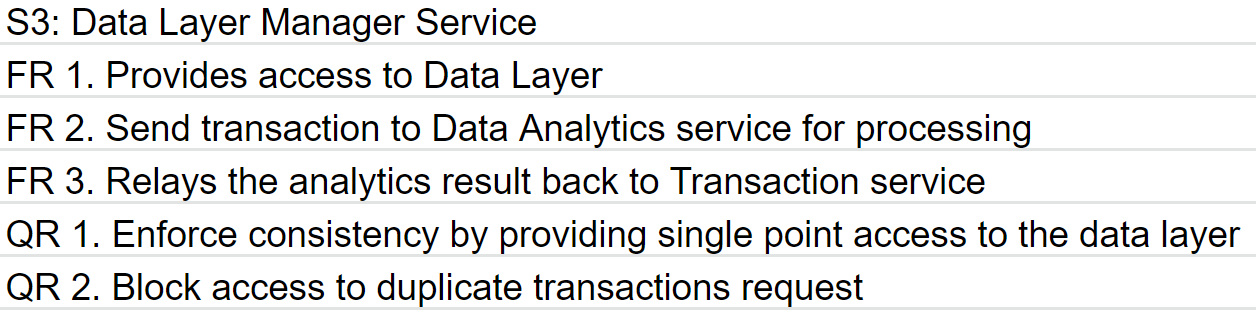 S3: Data Layer Manager Service
FR 1. Provides access to Data Layer
FR 2. Send transaction to Data Analytics service for processing
FR 3. Relays the analytics result back to Transaction service
QR 1. Enforce consistency by providing single point access to the data layer
QR 2. Block access to duplicate transactions request